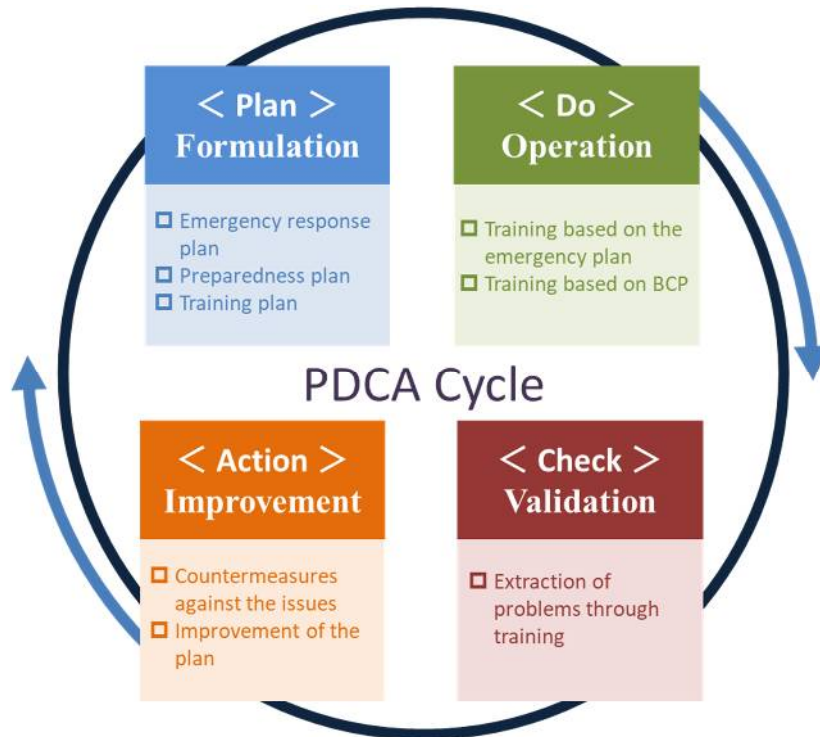 < Plan >
Formulation
Emergency response
plan
Preparedness plan
Training plan
< Do >
Operation
Training based on the
emergency plan
Training based on BCP
PDCA Cycle
< Action >
Improvement
Countermeasures
against the issues
Improvement of the
plan
< Check >
Validation
Extraction of
problems through
training